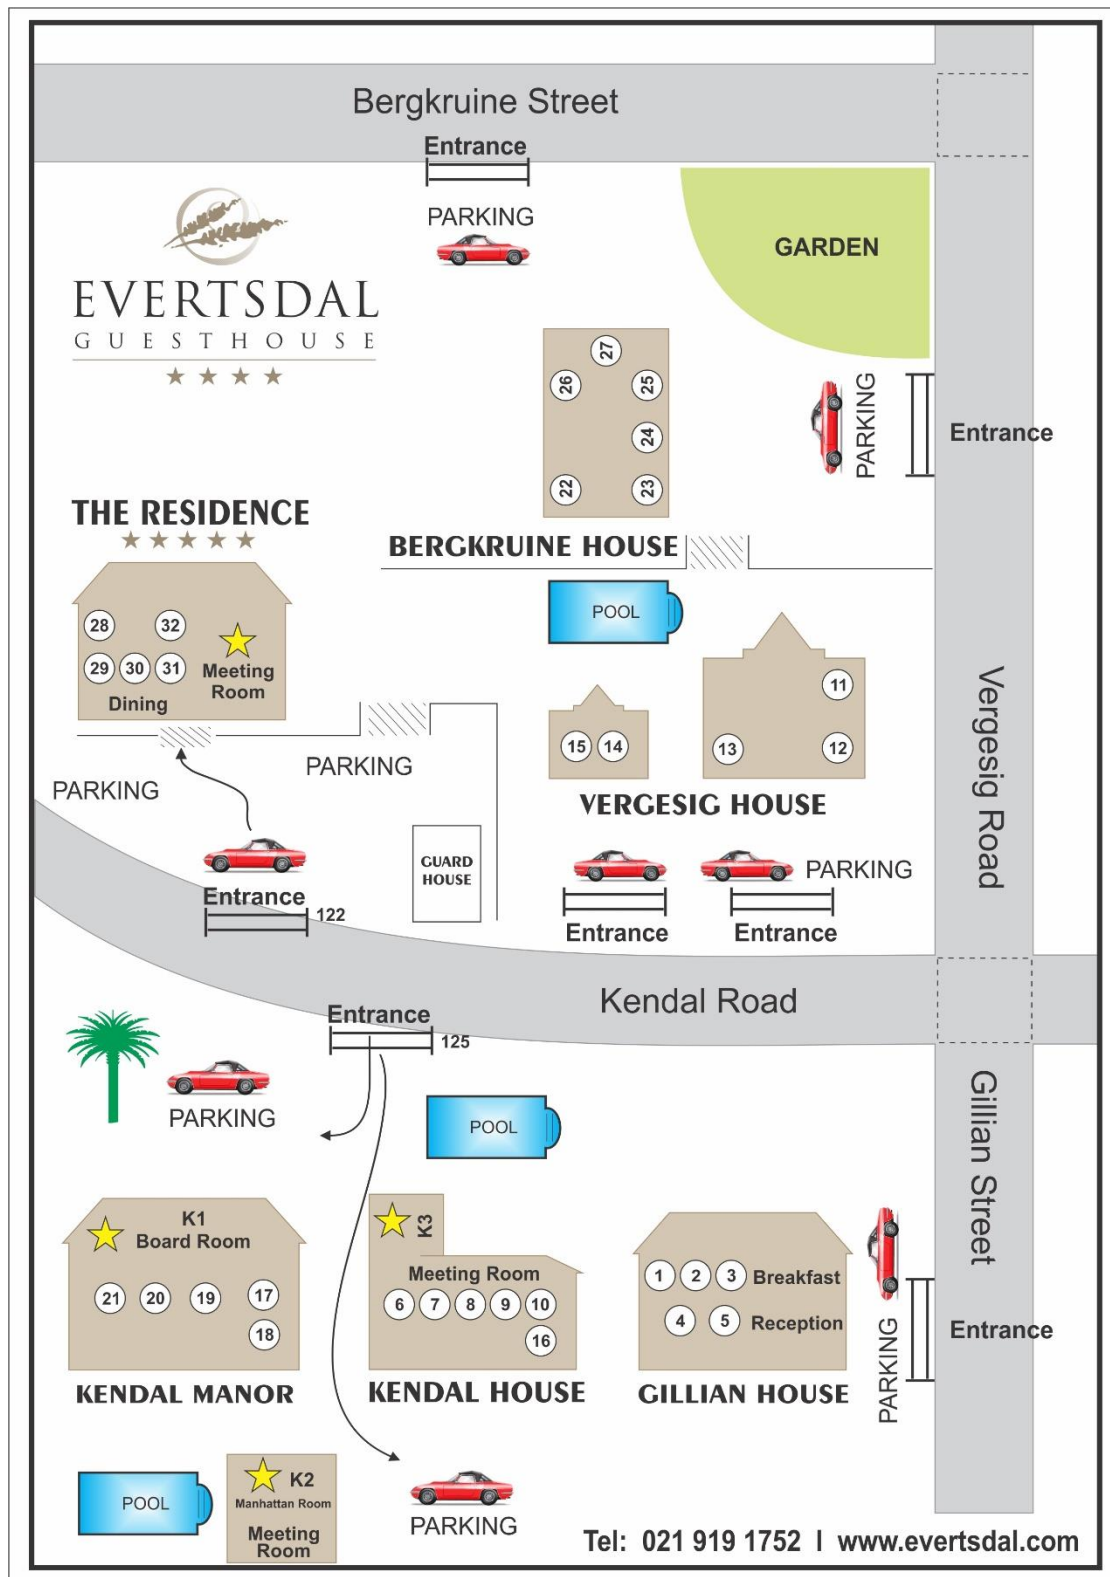 Bergkruine Street
Entrance
PARKING
GARDEN
EVERTSDAL
GUESTHOUSE
27
26
25
24
22
23
PARKING
Entrance
THE RESIDENCE
BERGKRUINE HOUSE
POOL
28
32
29
30
31
Meeting
Room
Dining
11
15
14
13
12
VERGESIG HOUSE
Vergesig Road
PARKING
PARKING
GUARD
HOUSE
PARKING
Entrance
122
Entrance
Entrance
Kendal Road
Entrance
125
PARKING
POOL
Gillian Street
K1
Board Room
21
20
19
17
18
KENDAL MANOR
K3
Meeting Room
6
7
8
9
10
16
KENDAL HOUSE
1
2
3
Breakfast
4
5
Reception
GILLIAN HOUSE
PARKING
Entrance
POOL
K2
Manhattan Room
Meeting
Room
PARKING
Tel: 021 919 1752 I www.evertsdal.com